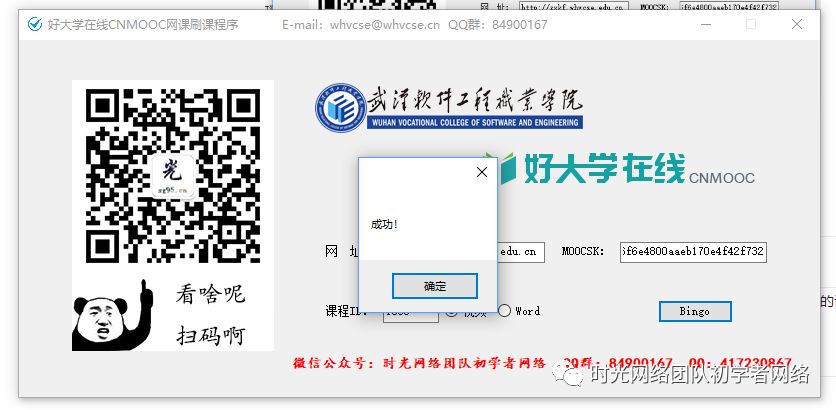 网 址: http://zxkf.whvcse.edu.cn MOOCSK: 6f6e4800aaeb170e4f42f732
好大学在线CNMOOC网课刷课程序 E-mail：whvcse@whvcse.cn QQ群：84900167
武汉软件工程职业学院
WUHAN VOCATIONAL COLLEGE OF SOFTWARE AND ENGINEERING
光
sg95.cn
好大学在线 CNMOOC
成功！
网 址 edu.cn MOOCSK: f6e4800aaeb170e4f42f732
确定
看啥呢
扫码啊
课程ID: 视频 Word Bingo
微信公众号：时光网络团队初学者网络 QQ群：84900167 QQ：417230867
时光网络团队初学者网络